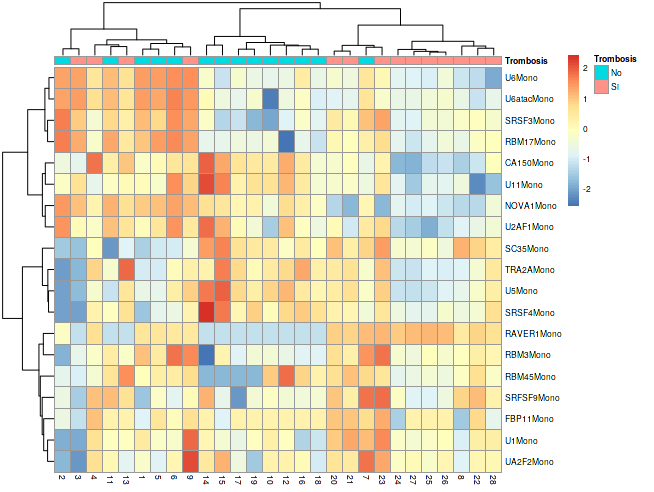 Trombosis
U6Mono
U6atacMono
SRSF3Mono
RBM17Mono
CA150Mono
U11Mono
NOVA1Mono
U2AF1Mono
SC35Mono
TRA2AMono
U5Mono
SRSF4Mono
RAVER1Mono
RBM3Mono
RBM45Mono
SRFSF9Mono
FBP11Mono
U1Mono
UA2F2Mono
2 3 4 11 13 1 5 6 9 14 15 17 19 10 12 16 18 20 21 7 23 24 27 25 26 8 22 28
2
1
0
-1
-2
Trombosis
No
SI